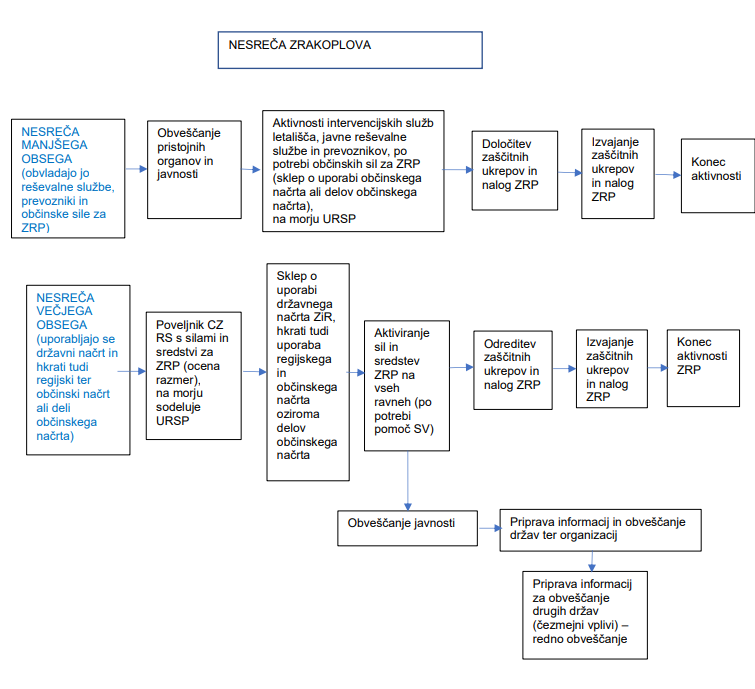 NESREČA ZRAKOPLOVA
NESREČA
MANJŠEGA
OBSEGA
(obvladajo jo
reševalne službe,
prevozniki in
občinske sile za
ZRP)
Obveščanje
pristojnih
organov in
javnosti
Aktivnosti intervencijskih služb
letališča, javne reševalne
službe in prevoznikov, po
potrebi občinskih sil za ZRP
(sklep o uporabi občinskega
načrta ali delov občinskega
načrta),
na morju URSP
Določitev
zaščitnih
ukrepov in
nalog ZRP
Izvajanje
zaščitnih
ukrepov
in nalog
ZRP
Konec
aktivnosti
NESREČA
VEČJEGA
OBSEGA
(uporabljajo se
državni načrt in
hkrati tudi
regijski ter
občinski načrt
ali deli
občinskega
načrta)
Poveljnik CZ
RS s silami in
sredstvi za
ZRP (ocena
razmer),
na morju
sodeluje
URSP
Sklep o
uporabi
državnega
načrta ZiR,
hkrati tudi
uporaba
regijskega
in
občinskega
načrta
oziroma
delov
občinskega
načrta
Aktiviranje
sil in
sredstev
ZRP na
vseh
ravneh (po
potrebi
pomoč SV)
Odreditev
zaščitnih
ukrepov in
nalog ZRP
Izvajanje
zaščitnih
ukrepov
in nalog
ZRP
Konec
aktivnosti
ZRP
Obveščanje javnosti
Priprava informacij in obveščanje
držav ter organizacij
Priprava informacij
za obveščanje
drugih držav
(čezmejni vplivi) –
redno obveščanje